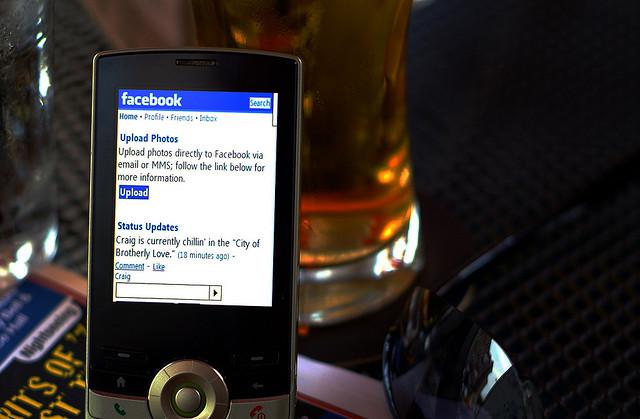 facebook Search
Home • Profile • Friends • Inbox
Upload Photos
Upload photos directly to Facebook via
email or MMS; follow the link below for
more information.
Upload
Status Updates
Craig is currently chillin' in the "City of
Brotherly Love." (18 minutes ago) -
Comment - Like
Craig